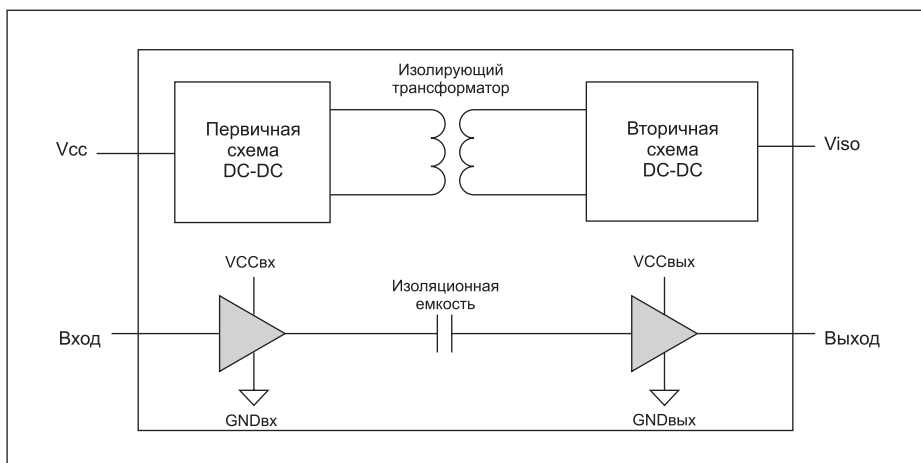 Изолирующий
трансформатор
Первичная
схема
DC-DC
Вторичная
схема
DC-DC
Vcc
Viso
VCCвх
VCCвых
Изоляционная
емкость
Вход
Выход
GNDвх
GNDвых